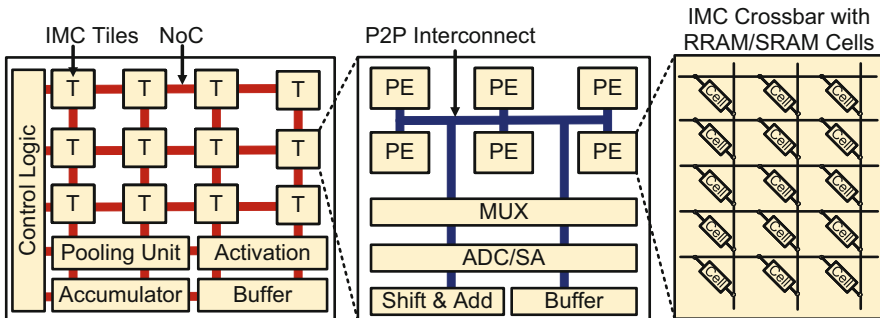 IMC Tiles
NoC
P2P Interconnect
IMC Crossbar with
RRAM/SRAM Cells
Control Logic
T T T T
T T T T
T T T T
Pooling Unit
Activation
Accumulator
Buffer
PE PE PE
PE PE PE
MUX
ADC/SA
Shift & Add
Buffer
Cell Cell Cell
Cell Cell Cell
Cell Cell Cell
Cell Cell Cell
Cell Cell Cell